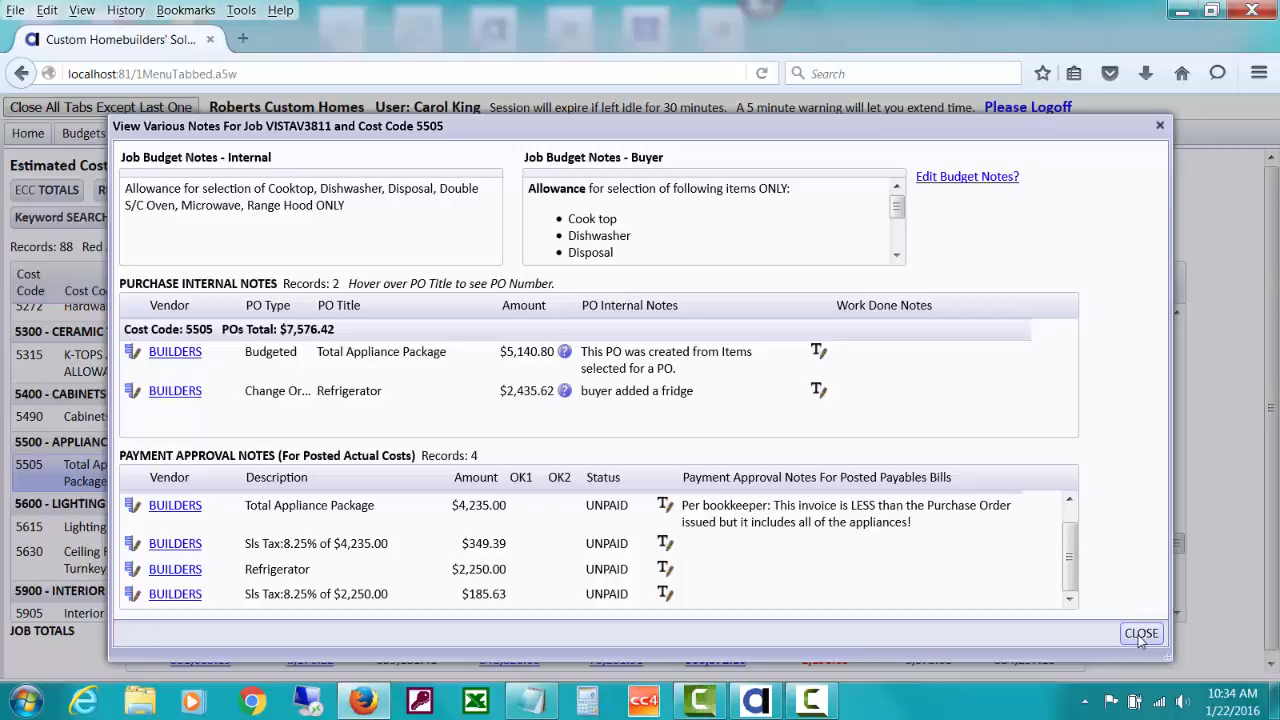 File Edit View History Bookmarks Tools Help
Custom Homebuilders' Sol... × +
localhost:81/1MenuTabbed.a5w
Search
Close All Tabs Except Last One Roberts Custom Homes User: Carol King Session will expire if left idle for 30 minutes. A 5 minute warning will let you extend time. Please Logoff
Home Budgets
Estimated Cos
ECC TOTALS
Keyword SEARC
Records: 88 Red
Cost
Code Cost Co
5272 Hardwa
5300 - CERAMIC
5315 K-TOPS
ALLOWA
5400 - CABINETS
5490 Cabinet
5500 - APPLIANC
5505 Total Ap
Package
5600 - LIGHTING
5615 Lighting
5630 Ceiling F
Turnkey
5900 - INTERIOR
5905 Interior
JOB TOTALS
View Various Notes For Job VISTAV3811 and Cost Code 5505
Job Budget Notes - Internal
Allowance for selection of Cooktop, Dishwasher, Disposal, Double
S/C Oven, Microwave, Range Hood ONLY
Job Budget Notes - Buyer
Allowance for selection of following items ONLY:
• Cook top
• Dishwasher
• Disposal
Edit Budget Notes?
PURCHASE INTERNAL NOTES Records: 2 Hover over PO Title to see PO Number.
Vendor PO Type PO Title Amount PO Internal Notes Work Done Notes
Cost Code: 5505 POs Total: $7,576.42
BUILDERS Budgeted Total Appliance Package $5,140.80 ? This PO was created from Items
selected for a PO.
BUILDERS Change Or... Refrigerator $2,435.62 ? buyer added a fridge
PAYMENT APPROVAL NOTES (For Posted Actual Costs) Records: 4
Vendor Description Amount OK1 OK2 Status Payment Approval Notes For Posted Payables Bills
BUILDERS Total Appliance Package $4,235.00 UNPAID Per bookkeeper: This invoice is LESS than the Purchase Order
issued but it includes all of the appliances!
BUILDERS Sls Tax:8.25% of $4,235.00 $349.39 UNPAID
BUILDERS Refrigerator $2,250.00 UNPAID
BUILDERS Sls Tax:8.25% of $2,250.00 $185.63 UNPAID
CLOSE
CC4
10:34 AM
1/22/2016